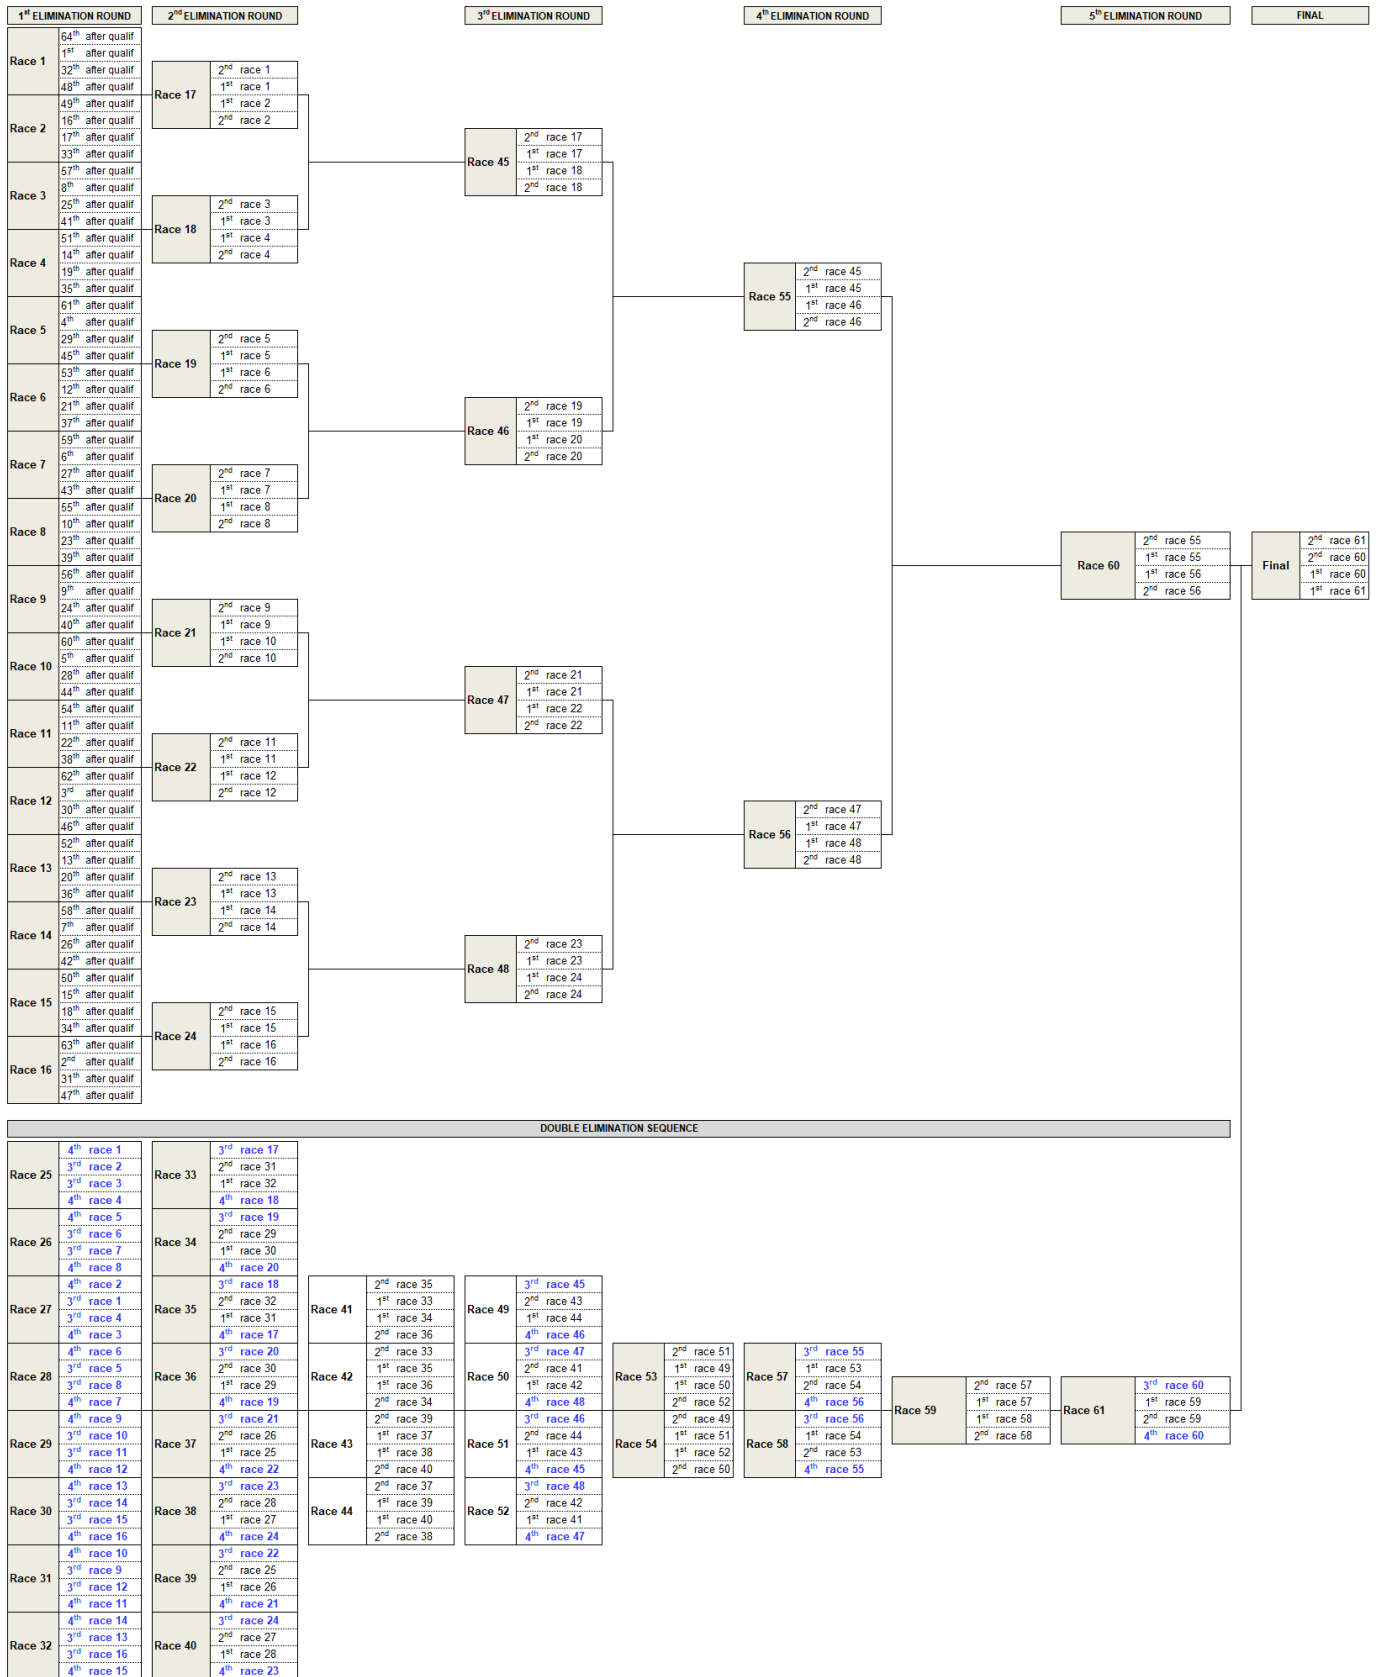 1st ELIMINATION ROUND
2nd ELIMINATION ROUND
3rd ELIMINATION ROUND
4th ELIMINATION ROUND
5th ELIMINATION ROUND
FINAL
Race 1
64th after qualif
1st after qualif
32th after qualif
48th after qualif
Race 2
49th after qualif
16th after qualif
17th after qualif
33th after qualif
Race 3
57th after qualif
8th after qualif
25th after qualif
41th after qualif
Race 4
51th after qualif
14th after qualif
19th after qualif
35th after qualif
Race 5
61th after qualif
4th after qualif
29th after qualif
45th after qualif
Race 6
53th after qualif
12th after qualif
21th after qualif
37th after qualif
Race 7
59th after qualif
6th after qualif
27th after qualif
43th after qualif
Race 8
55th after qualif
10th after qualif
23th after qualif
39th after qualif
Race 9
56th after qualif
9th after qualif
24th after qualif
40th after qualif
Race 10
60th after qualif
5th after qualif
28th after qualif
44th after qualif
Race 11
54th after qualif
11th after qualif
22th after qualif
38th after qualif
Race 12
62th after qualif
3rd after qualif
30th after qualif
46th after qualif
Race 13
52th after qualif
13th after qualif
20th after qualif
36th after qualif
Race 14
58th after qualif
7th after qualif
26th after qualif
42th after qualif
Race 15
50th after qualif
15th after qualif
18th after qualif
34th after qualif
Race 16
63th after qualif
2nd after qualif
31th after qualif
47th after qualif
Race 17
2nd race 1
1st race 1
1st race 2
2nd race 2
Race 18
2nd race 3
1st race 3
1st race 4
2nd race 4
Race 19
2nd race 5
1st race 5
1st race 6
2nd race 6
Race 20
2nd race 7
1st race 7
1st race 8
2nd race 8
Race 21
2nd race 9
1st race 9
1st race 10
2nd race 10
Race 22
2nd race 11
1st race 11
1st race 12
2nd race 12
Race 23
2nd race 13
1st race 13
1st race 14
2nd race 14
Race 24
2nd race 15
1st race 15
1st race 16
2nd race 16
Race 45
2nd race 17
1st race 17
1st race 18
2nd race 18
Race 46
2nd race 19
1st race 19
1st race 20
2nd race 20
Race 47
2nd race 21
1st race 21
1st race 22
2nd race 22
Race 48
2nd race 23
1st race 23
1st race 24
2nd race 24
Race 55
2nd race 45
1st race 45
1st race 46
2nd race 46
Race 56
2nd race 47
1st race 47
1st race 48
2nd race 48
Race 60
2nd race 55
1st race 55
1st race 56
2nd race 56
Final
2nd race 61
2nd race 60
1st race 60
1st race 61
DOUBLE ELIMINATION SEQUENCE
Race 25
4th race 1
3rd race 2
3rd race 3
4th race 4
Race 26
4th race 5
3rd race 6
3rd race 7
4th race 8
Race 27
4th race 2
3rd race 1
3rd race 4
4th race 3
Race 28
4th race 6
3rd race 5
3rd race 8
4th race 7
Race 29
4th race 9
3rd race 10
3rd race 11
4th race 12
Race 30
4th race 13
3rd race 14
3rd race 15
4th race 16
Race 31
4th race 10
3rd race 9
3rd race 12
4th race 11
Race 32
4th race 14
3rd race 13
3rd race 16
4th race 15
Race 33
3rd race 17
2nd race 31
1st race 32
4th race 18
Race 34
3rd race 19
2nd race 29
1st race 30
4th race 20
Race 35
3rd race 18
2nd race 32
1st race 31
4th race 17
Race 36
3rd race 20
2nd race 30
1st race 29
4th race 19
Race 37
3rd race 21
2nd race 26
1st race 25
4th race 22
Race 38
3rd race 23
2nd race 28
1st race 27
4th race 24
Race 39
3rd race 22
2nd race 25
1st race 26
4th race 21
Race 40
3rd race 24
2nd race 27
1st race 28
4th race 23
Race 41
2nd race 35
1st race 33
1st race 34
2nd race 36
Race 42
2nd race 33
1st race 35
1st race 36
2nd race 34
Race 43
2nd race 39
1st race 37
1st race 38
2nd race 40
Race 44
2nd race 37
1st race 39
1st race 40
2nd race 38
Race 49
3rd race 45
2nd race 43
1st race 44
4th race 46
Race 50
3rd race 47
2nd race 41
1st race 42
4th race 48
Race 51
3rd race 46
2nd race 44
1st race 43
4th race 45
Race 52
3rd race 48
2nd race 42
1st race 41
4th race 47
Race 53
2nd race 51
1st race 49
1st race 50
2nd race 52
Race 54
2nd race 49
1st race 51
1st race 52
2nd race 50
Race 57
3rd race 55
1st race 53
2nd race 54
4th race 56
Race 58
3rd race 56
1st race 54
2nd race 53
4th race 55
Race 59
2nd race 57
1st race 57
1st race 58
2nd race 58
Race 61
3rd race 60
1st race 59
2nd race 59
4th race 60